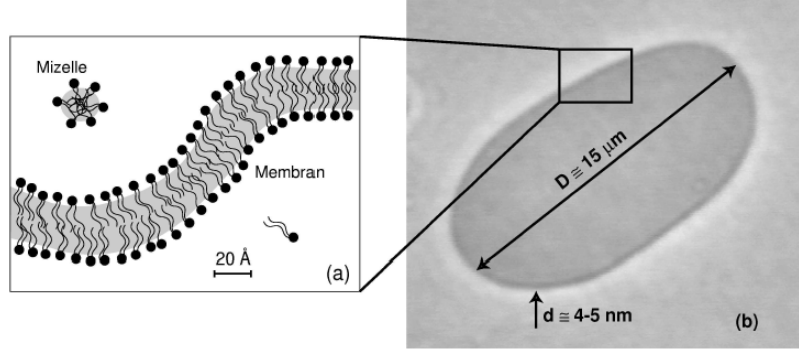 Mizelle
Membran
20 Å
(a)
D ≅ 15 μm
d ≅ 4-5 nm
(b)